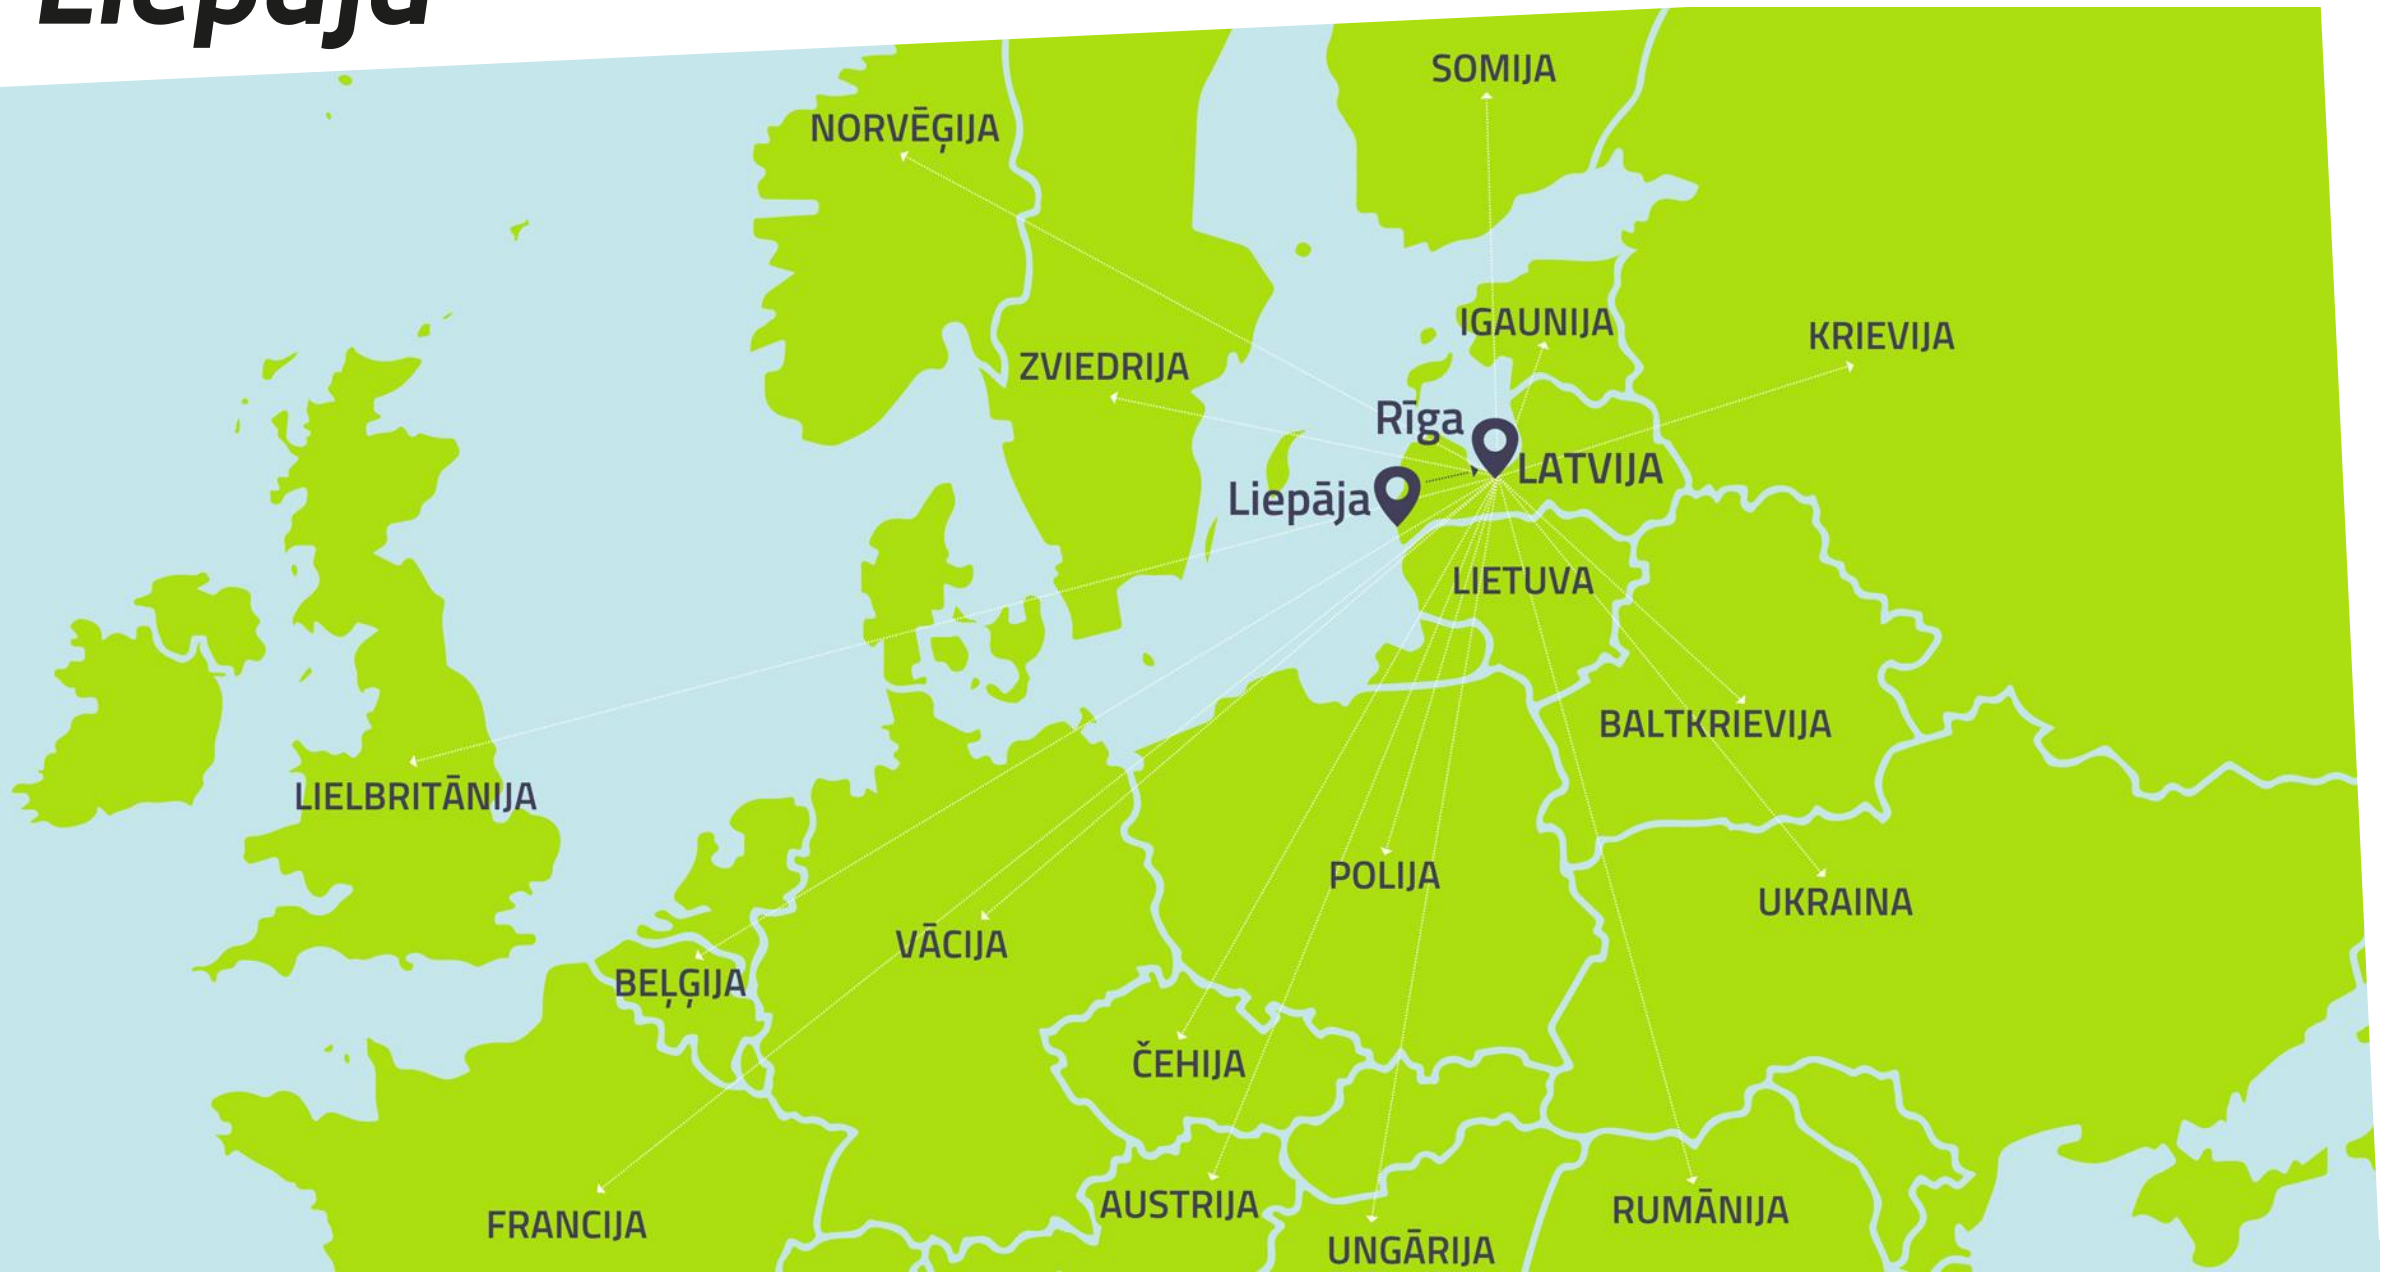 Liepāja
SOMIJA
NORVĒĢIJA
IGAUNIJA
KRIEVIJA
ZVIEDRIJA
Rīga
LATVIJA
Liepāja
LIETUVA
BALTKRIEVIJA
LIELBRITĀNIJA
POLIJA
UKRAINA
VĀCIJA
BEĻĢIJA
ČEHIJA
AUSTRIJA
RUMĀNIJA
FRANCIJA
UNGĀRIJA